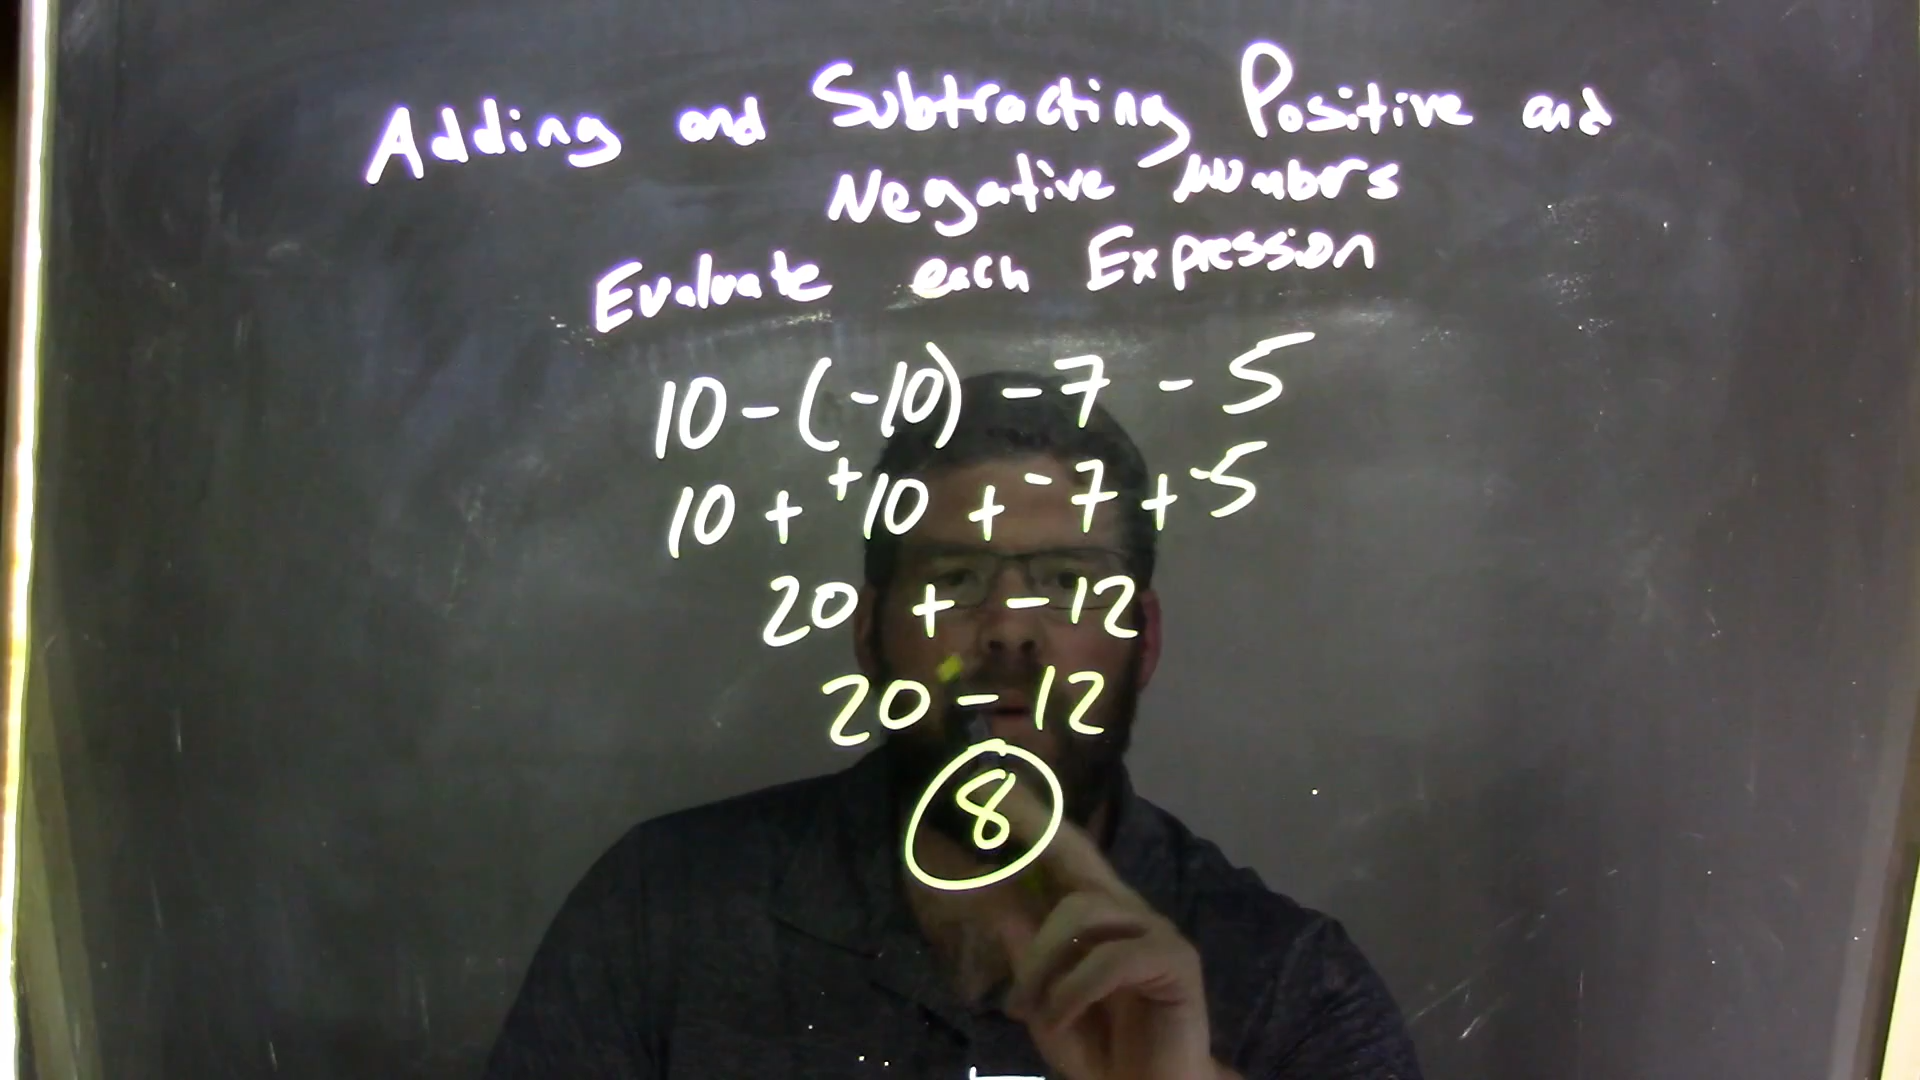 Adding and Subtracting Positive and
Negative Numbers
Evaluate each Expression
10 - (-10) - 7 - 5
10 + +10 + -7 + -5
20 + -12
20 - 12
8